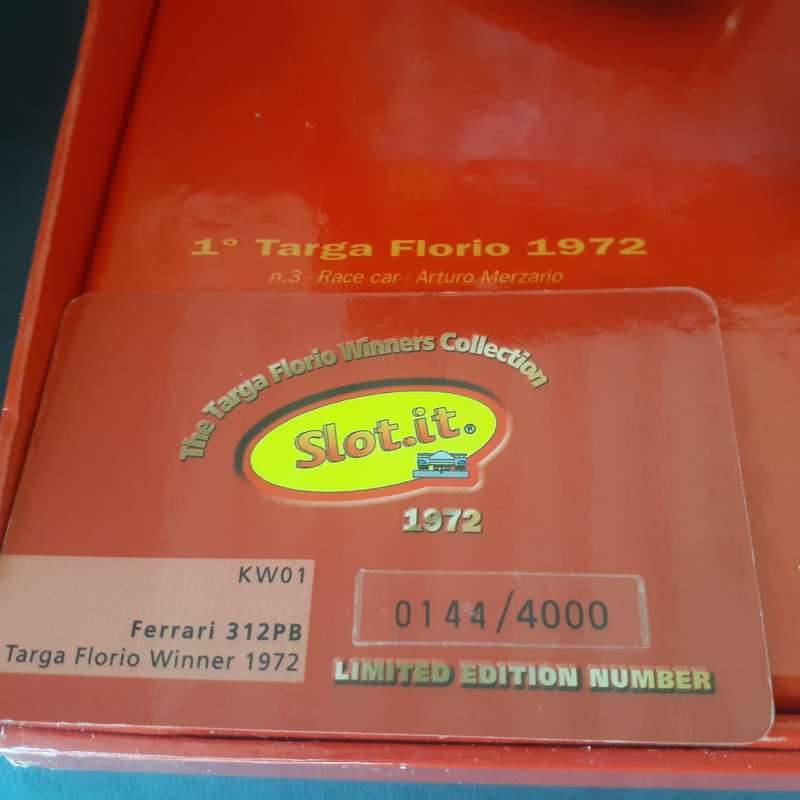 1° Targa Florio 1972
n.3 - Race car - Arturo Merzario
The Targa Florio Winners Collection
Slot.it®
1972
KW01
Ferrari 312PB
Targa Florio Winner 1972
0144/4000
LIMITED EDITION NUMBER